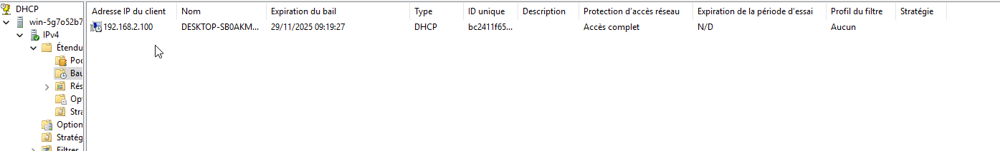 DHCP
Adresse IP du client Nom Expiration du bail Type ID unique Description Protection d'accès réseau Expiration de la période d'essai Profil du filtre Stratégie
win-5g7o52b7 192.168.2.100 DESKTOP-SB0AKM... 29/11/2025 09:19:27 DHCP bc2411f65... Accès complet N/D Aucun
IPv4
Étendu
Poo
Bau
Rés
Opt
Stra
Option
Stratég
Filtres